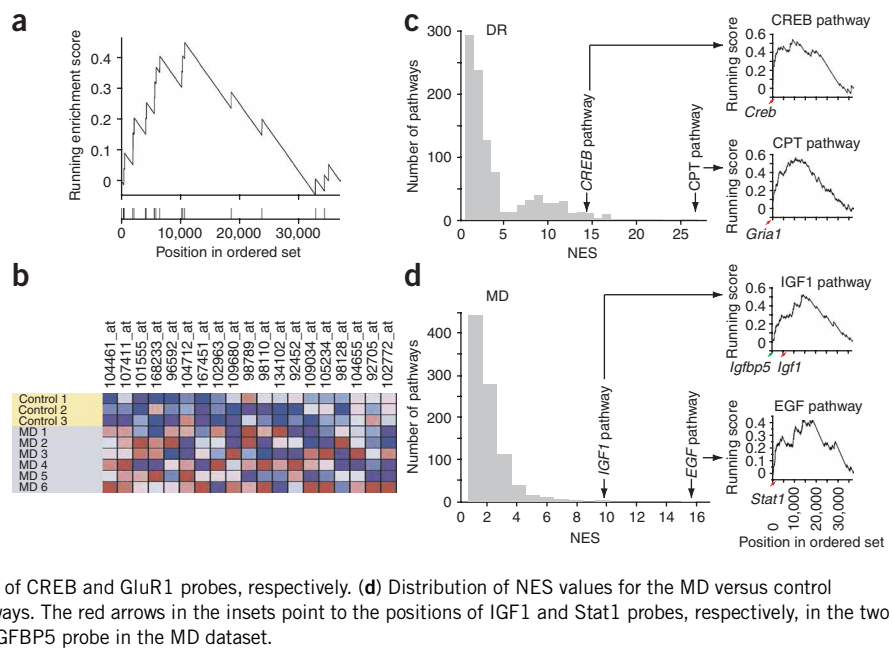 a
Running enrichment score
0.4
0.3
0.2
0.1
0
0 10,000 20,000 30,000
Position in ordered set
b
104461_at
107411_at
101555_at
168239_at
96592_at
104712_at
167451_at
102963_at
109680_at
98789_at
98110_at
134102_at
92452_at
109034_at
105234_at
98128_at
104655_at
92705_at
102772_at
Control 1
Control 2
Control 3
MD 1
MD 2
MD 3
MD 4
MD 5
MD 6
c
DR
Number of pathways
300
200
100
0
0 5 10 15 20 25
NES
CREB pathway
CPT pathway
CREB pathway
Running score
0.6
0.4
0.2
0
Creb
CPT pathway
Running score
0.6
0.4
0.2
0
Gria1
d
MD
Number of pathways
400
300
200
100
0
0 2 4 6 8 10 12 14 16
NES
IGF1 pathway
EGF pathway
IGF1 pathway
Running score
0.6
0.4
0.2
0
Igfbp5 Igf1
EGF pathway
Running score
0.4
0.3
0.2
0.1
0
Stat1
0 10,000 20,000 30,000
Position in ordered set
of CREB and GluR1 probes, respectively. (d) Distribution of NES values for the MD versus control
ways. The red arrows in the insets point to the positions of IGF1 and Stat1 probes, respectively, in the two
GFBP5 probe in the MD dataset.